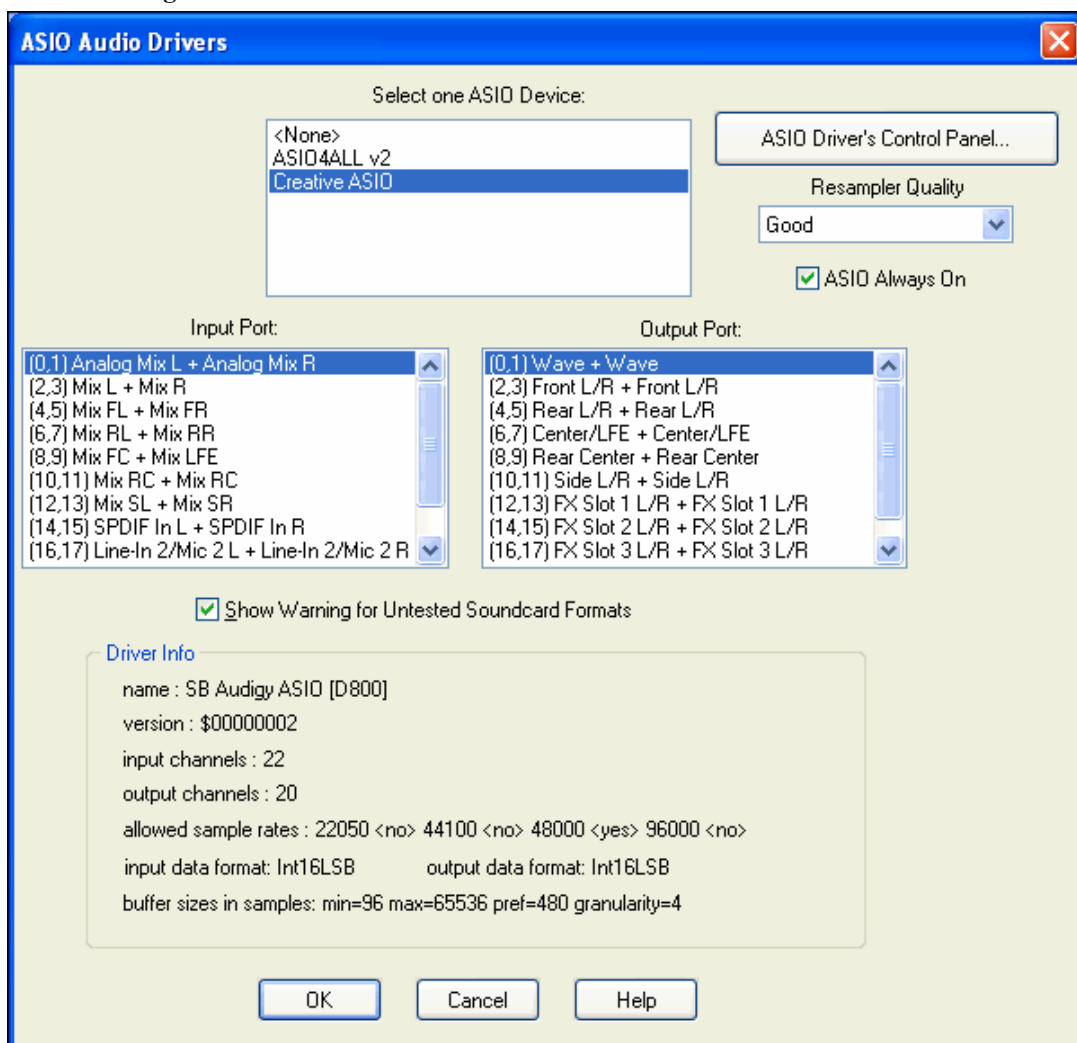 ASIO Audio Drivers
Select one ASIO Device:
<None>
ASIO4ALL v2
Creative ASIO
ASIO Driver's Control Panel...
Resampler Quality
Good
ASIO Always On
Input Port:
(0,1) Analog Mix L + Analog Mix R
(2,3) Mix L + Mix R
(4,5) Mix FL + Mix FR
(6,7) Mix RL + Mix RR
(8,9) Mix FC + Mix LFE
(10,11) Mix RC + Mix RC
(12,13) Mix SL + Mix SR
(14,15) SPDIF In L + SPDIF In R
(16,17) Line-In 2/Mic 2 L + Line-In 2/Mic 2 R
Output Port:
(0,1) Wave + Wave
(2,3) Front L/R + Front L/R
(4,5) Rear L/R + Rear L/R
(6,7) Center/LFE + Center/LFE
(8,9) Rear Center + Rear Center
(10,11) Side L/R + Side L/R
(12,13) FX Slot 1 L/R + FX Slot 1 L/R
(14,15) FX Slot 2 L/R + FX Slot 2 L/R
(16,17) FX Slot 3 L/R + FX Slot 3 L/R
Show Warning for Untested Soundcard Formats
Driver Info
name : SB Audigy ASIO [D800]
version : $00000002
input channels : 22
output channels : 20
allowed sample rates : 22050 <no> 44100 <no> 48000 <yes> 96000 <no>
input data format: Int16LSB output data format: Int16LSB
buffer sizes in samples: min=96 max=65536 pref=480 granularity=4
OK
Cancel
Help